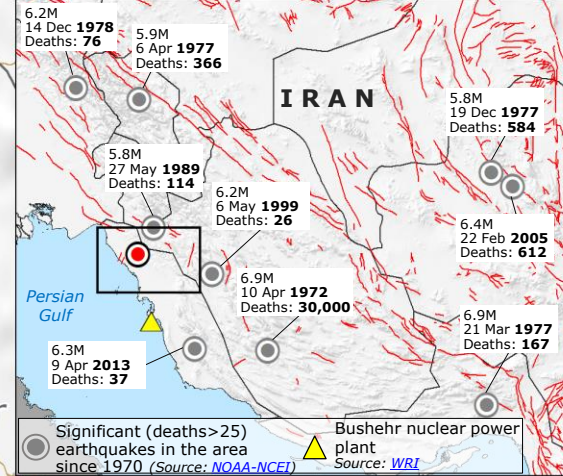 6.2M
14 Dec 1978
Deaths: 76
5.9M
6 Apr 1977
Deaths: 366
IRAN
5.8M
19 Dec 1977
Deaths: 584
5.8M
27 May 1989
Deaths: 114
6.2M
6 May 1999
Deaths: 26
6.4M
22 Feb 2005
Deaths: 612
6.9M
10 Apr 1972
Deaths: 30,000
Persian
Gulf
6.9M
21 Mar 1977
Deaths: 167
6.3M
9 Apr 2013
Deaths: 37
Significant (deaths>25)
earthquakes in the area
since 1970 (Source: NOAA-NCEI)
Bushehr nuclear power
plant
Source: WRI